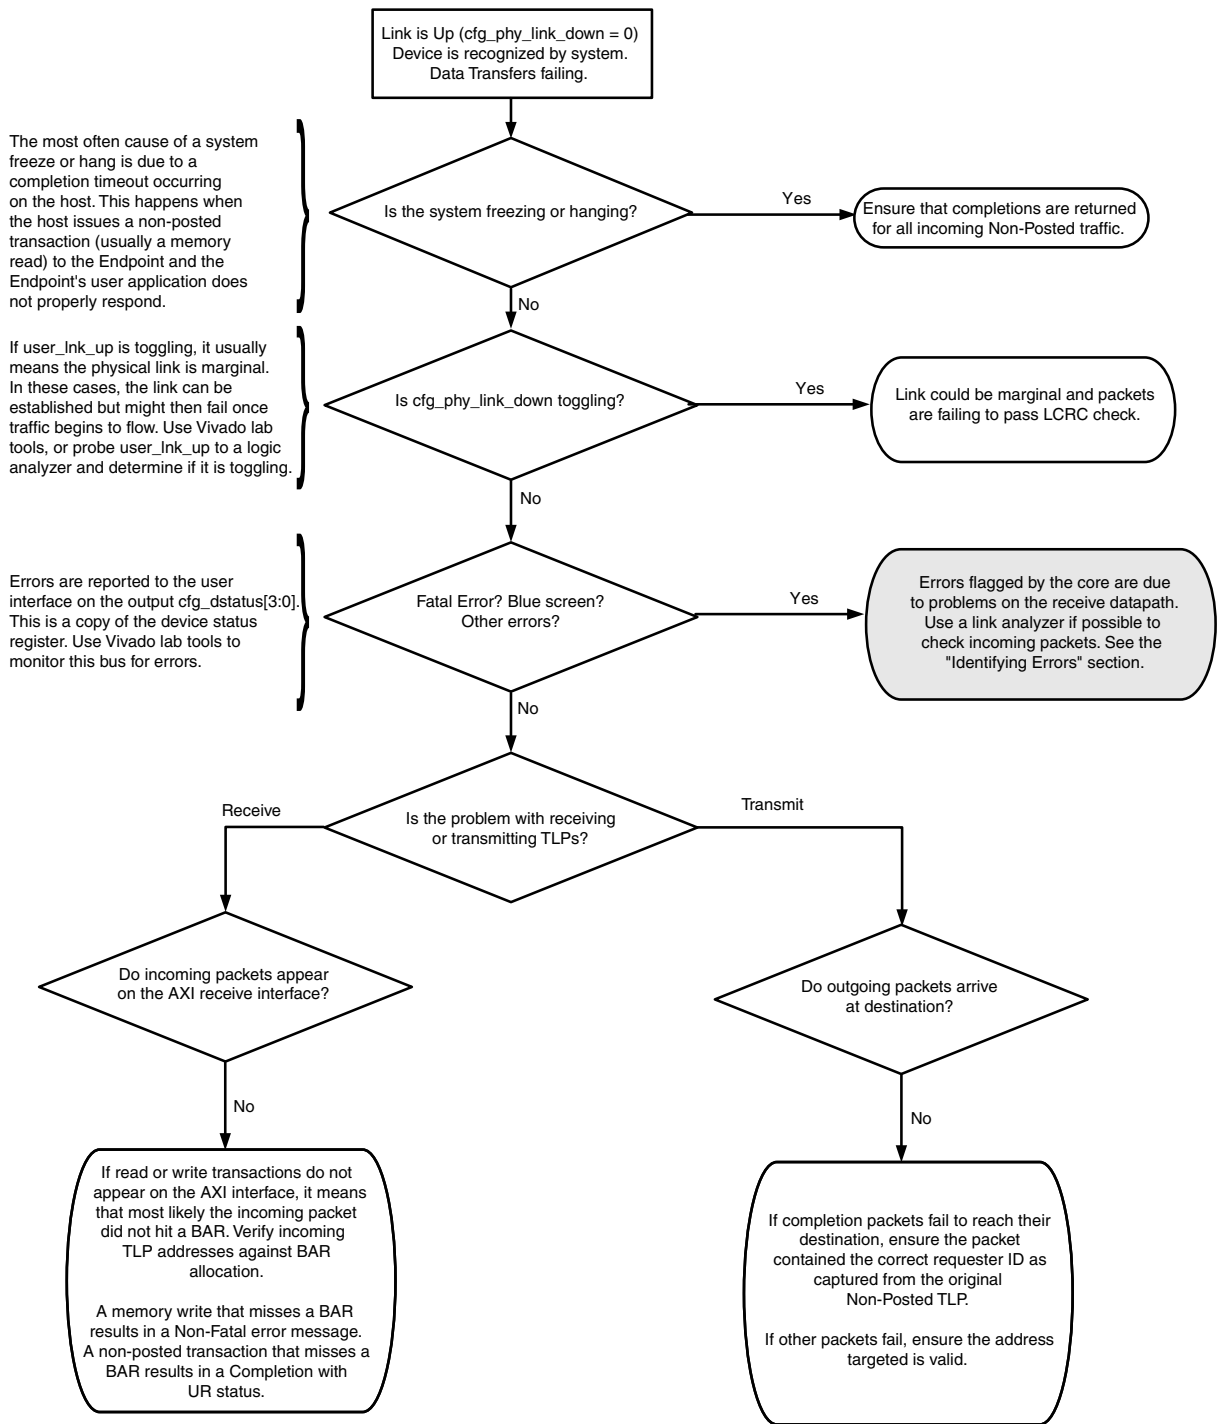 Link is Up (cfg_phy_link_down = 0)
Device is recognized by system.
Data Transfers failing.
The most often cause of a system
freeze or hang is due to a
completion timeout occurring
on the host. This happens when
the host issues a non-posted
transaction (usually a memory
read) to the Endpoint and the
Endpoint's user application does
not properly respond.
Is the system freezing or hanging?
Yes
Ensure that completions are returned
for all incoming Non-Posted traffic.
No
If user_lnk_up is toggling, it usually
means the physical link is marginal.
In these cases, the link can be
established but might then fail once
traffic begins to flow. Use Vivado lab
tools, or probe user_lnk_up to a logic
analyzer and determine if it is toggling.
Is cfg_phy_link_down toggling?
Yes
Link could be marginal and packets
are failing to pass LCRC check.
No
Errors are reported to the user
interface on the output cfg_dstatus[3:0].
This is a copy of the device status
register. Use Vivado lab tools to
monitor this bus for errors.
Fatal Error? Blue screen?
Other errors?
Yes
Errors flagged by the core are due
to problems on the receive datapath.
Use a link analyzer if possible to
check incoming packets. See the
"Identifying Errors" section.
No
Is the problem with receiving
or transmitting TLPs?
Receive
Transmit
Do incoming packets appear
on the AXI receive interface?
Do outgoing packets arrive
at destination?
No
No
If read or write transactions do not
appear on the AXI interface, it means
that most likely the incoming packet
did not hit a BAR. Verify incoming
TLP addresses against BAR
allocation.
A memory write that misses a BAR
results in a Non-Fatal error message.
A non-posted transaction that misses a
BAR results in a Completion with
UR status.
If completion packets fail to reach their
destination, ensure the packet
contained the correct requester ID as
captured from the original
Non-Posted TLP.
If other packets fail, ensure the address
targeted is valid.